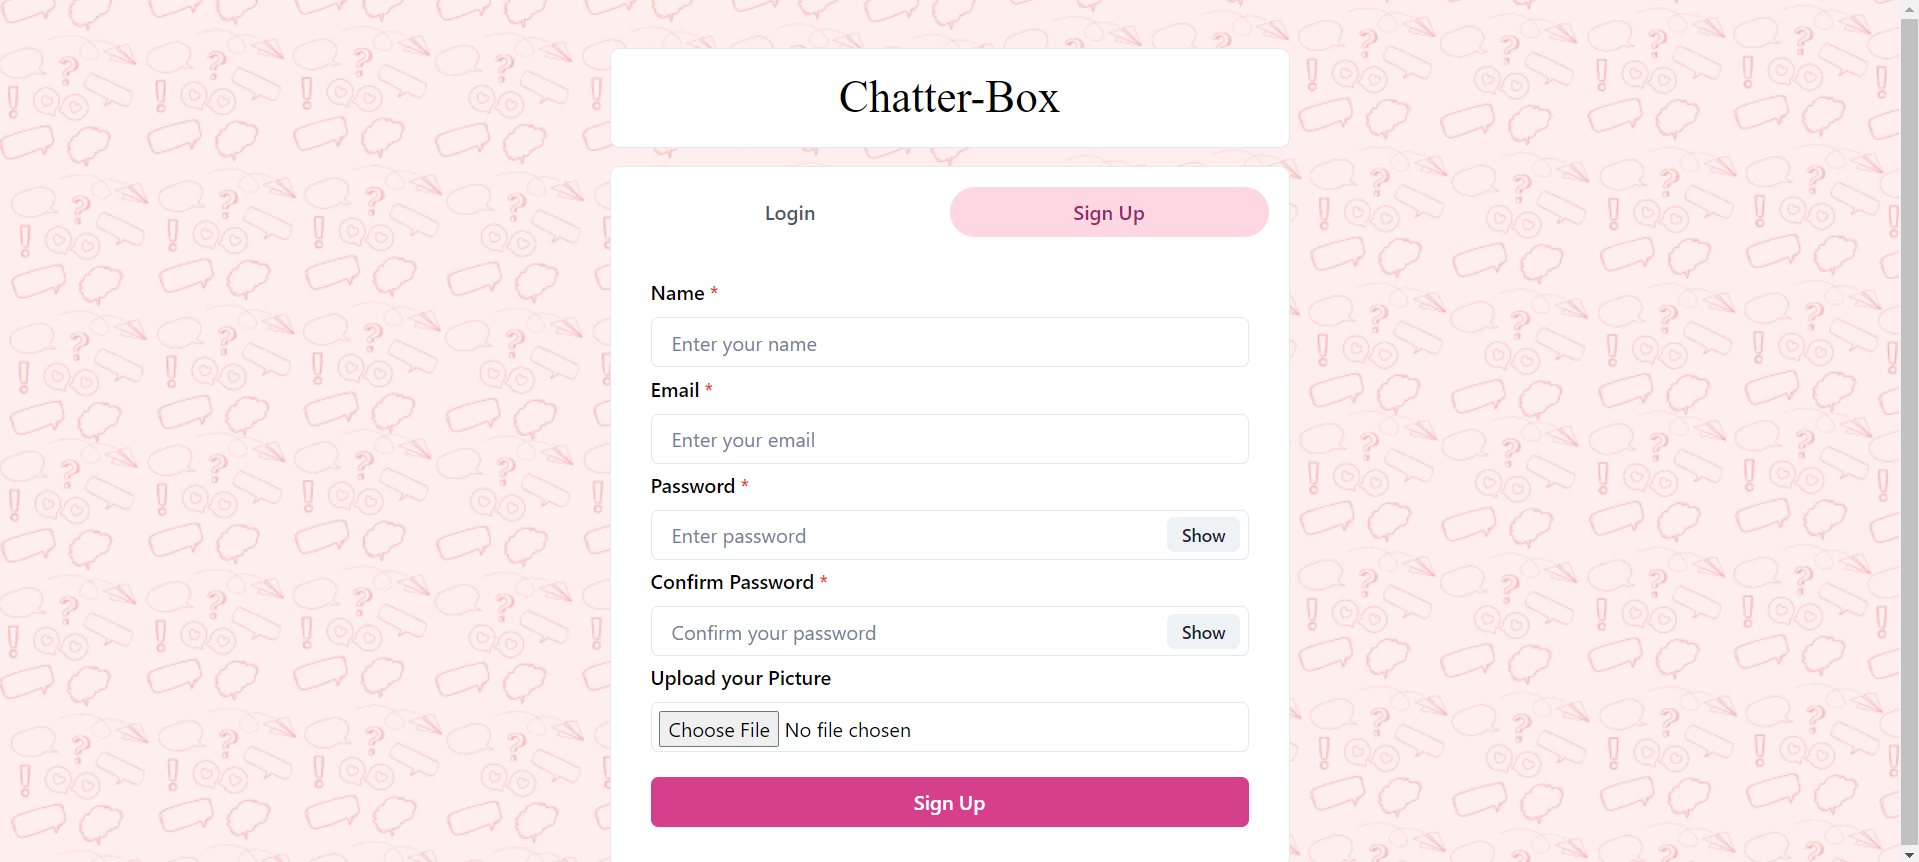 Chatter-Box
Login
Sign Up
Name *
Enter your name
Email *
Enter your email
Password *
Enter password
Show
Confirm Password *
Confirm your password
Show
Upload your Picture
Choose File No file chosen
Sign Up